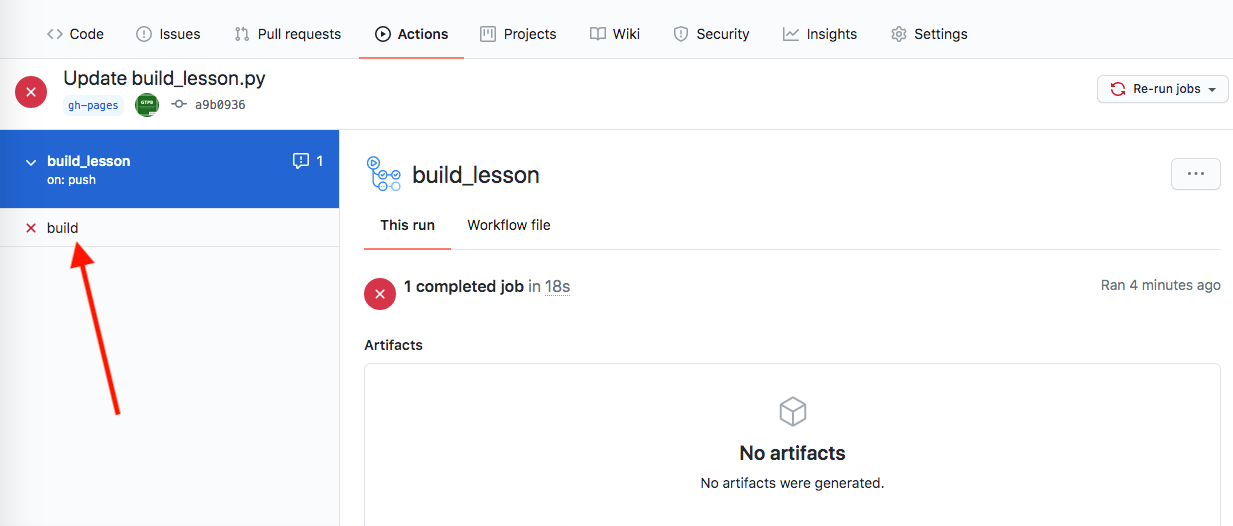 Code Issues Pull requests Actions Projects Wiki Security Insights Settings
Update build_lesson.py
gh-pages GTPB a9b0936
Re-run jobs
build_lesson 1
on: push
build
build_lesson
This run Workflow file
1 completed job in 18s
Ran 4 minutes ago
Artifacts
No artifacts
No artifacts were generated.